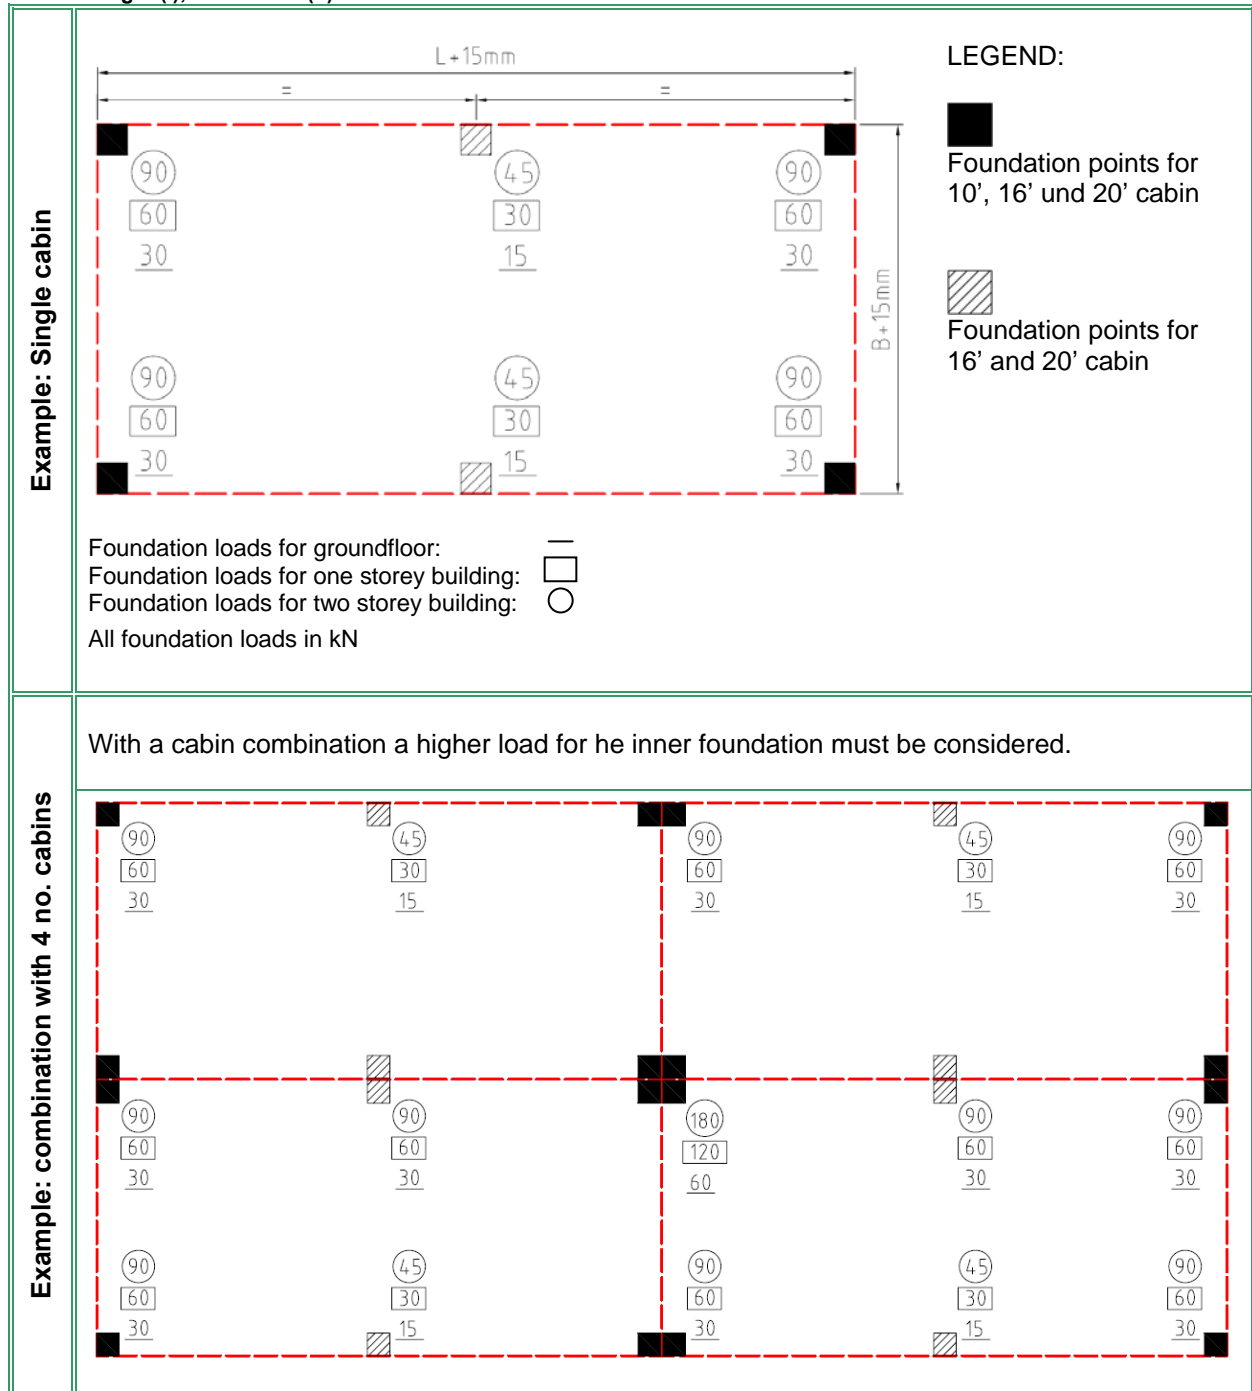 Example: Single cabin
L+15mm
= =
90 45 90
60 30 60
30 15 30
B+15mm
90 45 90
60 30 60
30 15 30
LEGEND:
Foundation points for
10’, 16’ und 20’ cabin
Foundation points for
16’ and 20’ cabin
Foundation loads for groundfloor:
Foundation loads for one storey building:
Foundation loads for two storey building:
All foundation loads in kN
Example: combination with 4 no. cabins
With a cabin combination a higher load for he inner foundation must be considered.
90 45 90 45 90
60 30 60 30 60
30 15 30 15 30
90 90 180 90 90
60 60 120 60 60
30 30 60 30 30
90 45 90 45 90
60 30 60 30 60
30 15 30 15 30